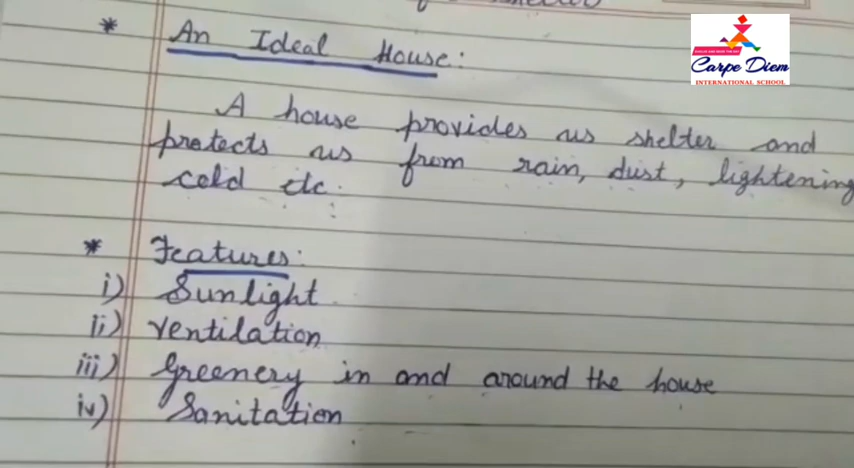 * An Ideal House:
A house provides us shelter and
protects us from rain, dust, lightening
cold etc.
* Features:
i) Sunlight
ii) Ventilation
iii) Greenery in and around the house
iv) Sanitation
Carpe Diem
INTERNATIONAL SCHOOL